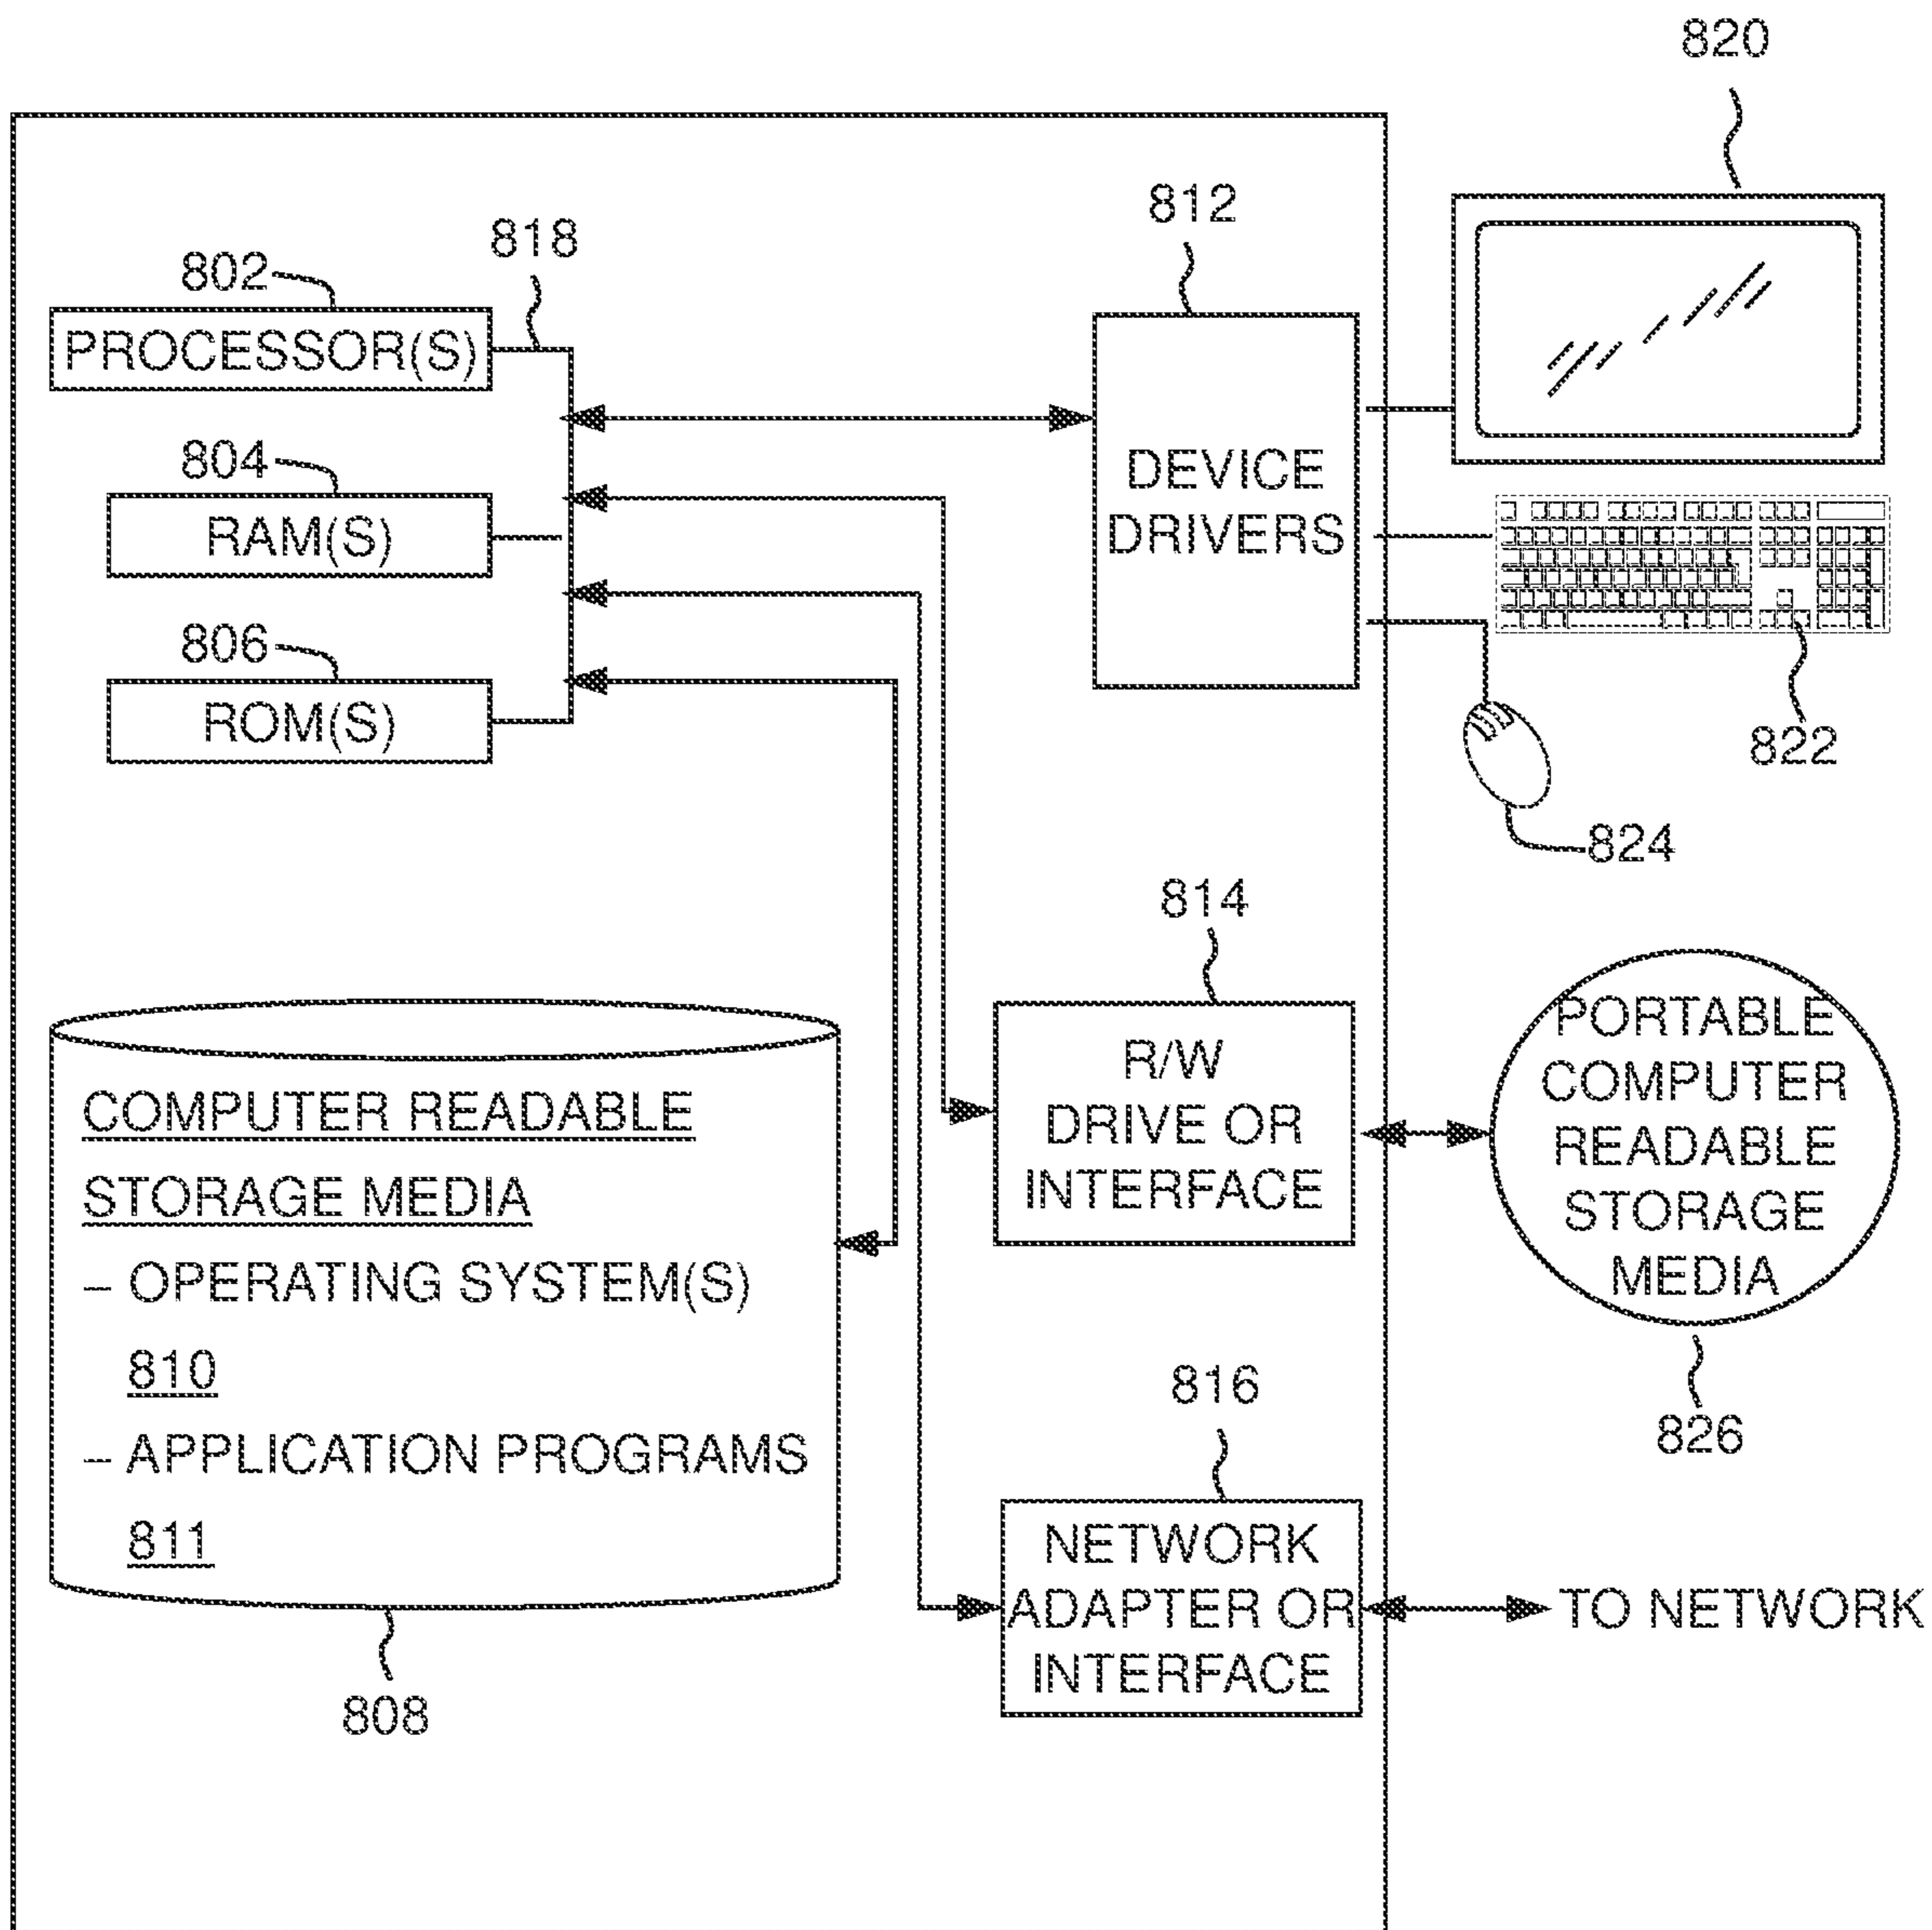 820
812
818
802
PROCESSOR(S)
804
RAM(S)
806
ROM(S)
DEVICE
DRIVERS
822
824
814
R/W
DRIVE OR
INTERFACE
PORTABLE
COMPUTER
READABLE
STORAGE
MEDIA
826
COMPUTER READABLE
STORAGE MEDIA
– OPERATING SYSTEM(S)
810
– APPLICATION PROGRAMS
811
808
816
NETWORK
ADAPTER OR
INTERFACE
TO NETWORK